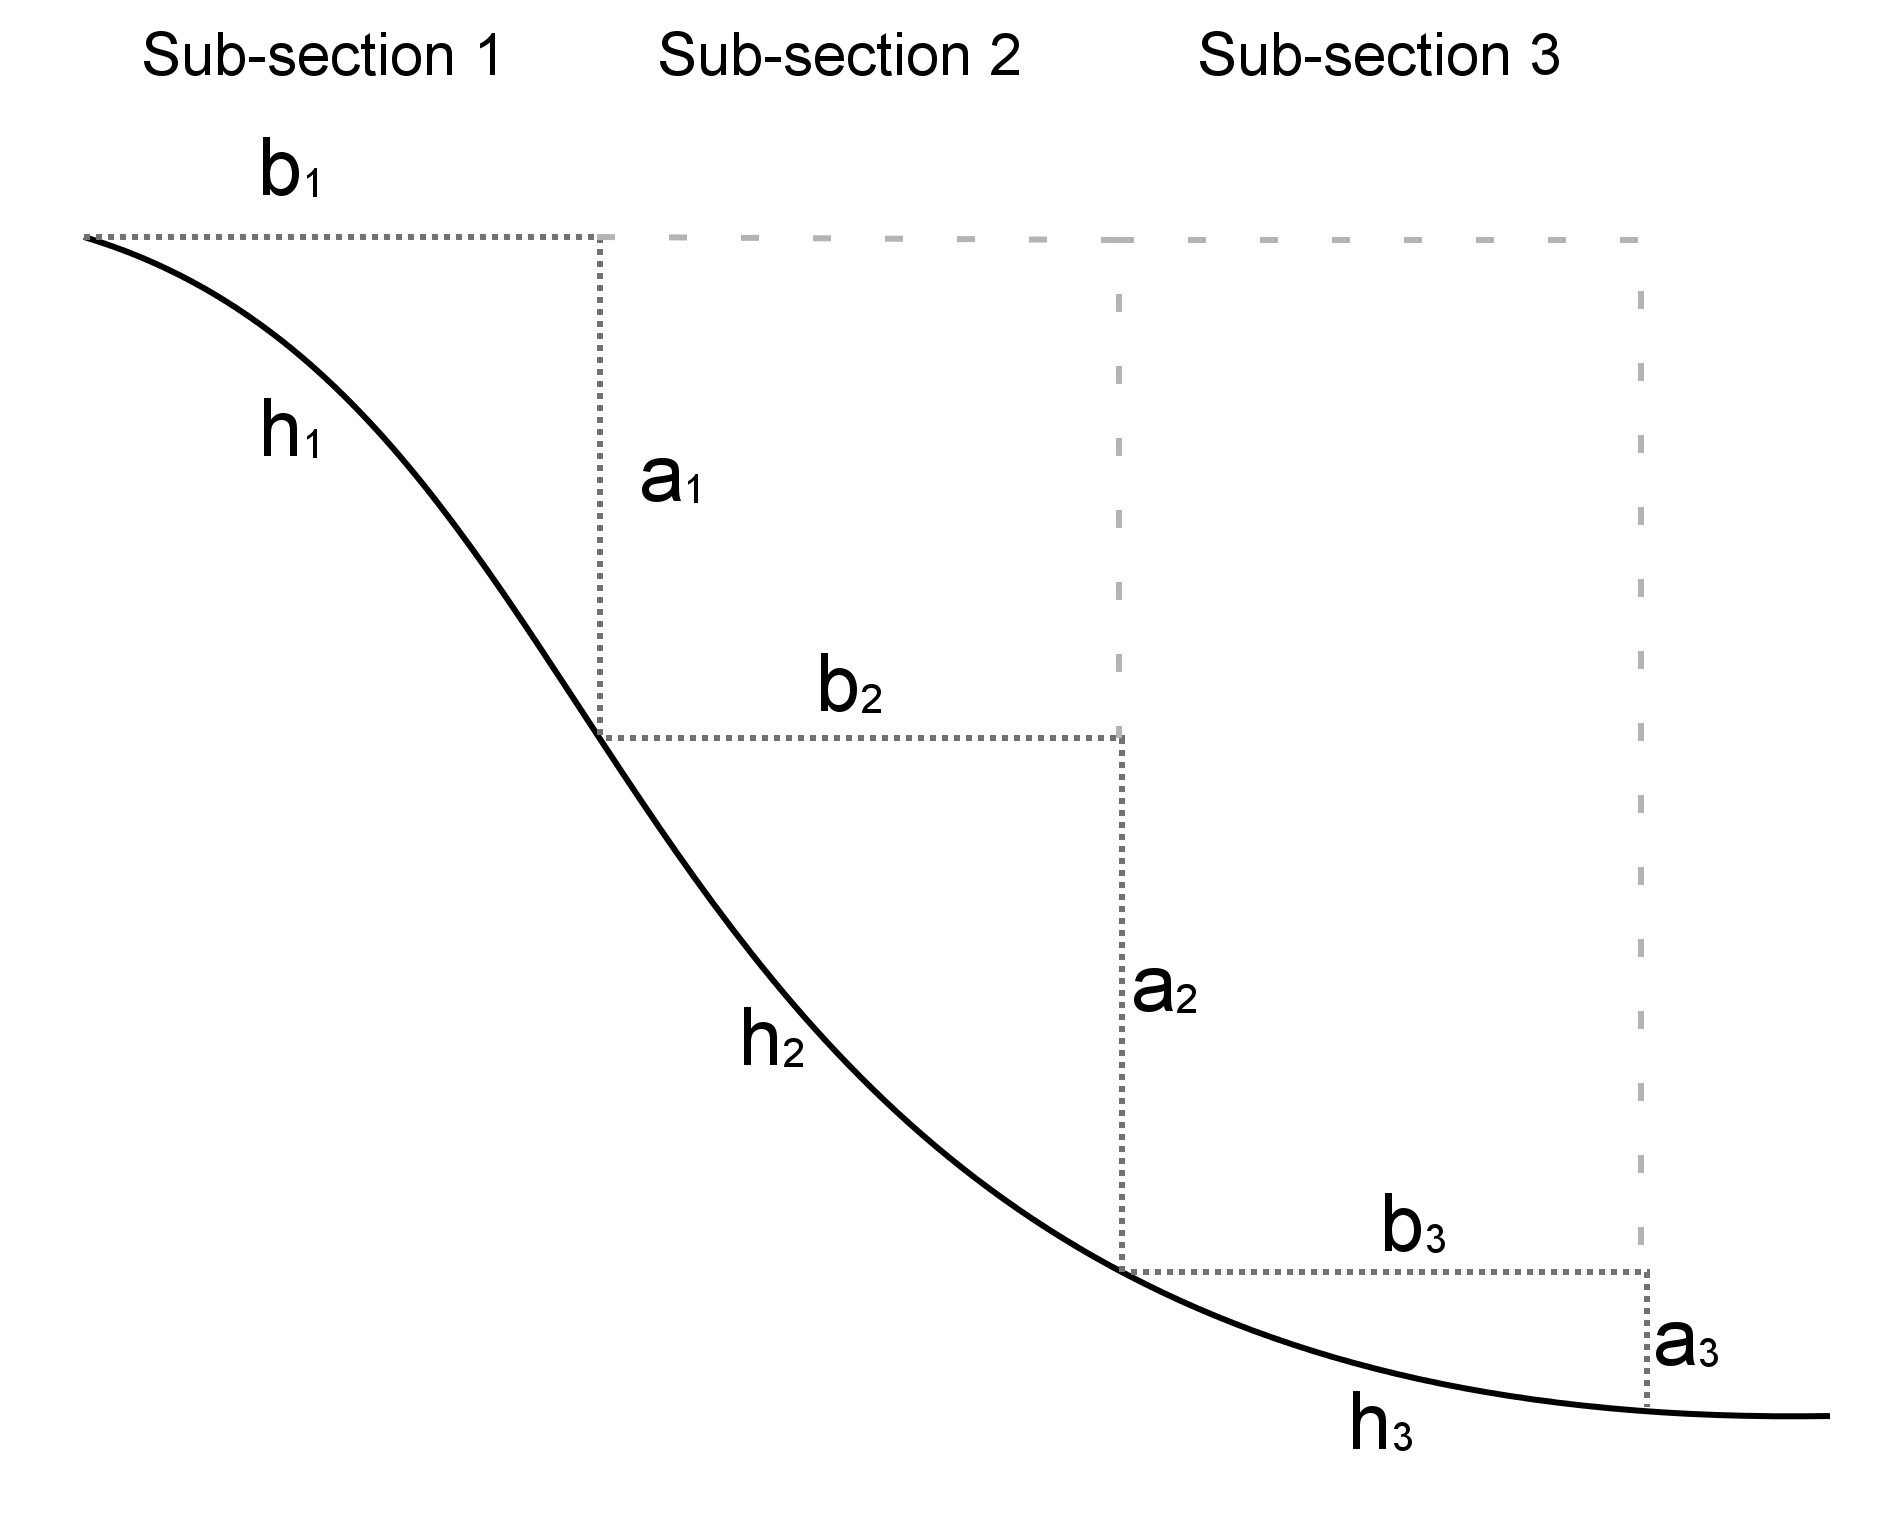 Sub-section 1 Sub-section 2 Sub-section 3
b1
h1
a1
b2
a2
h2
b3
a3
h3